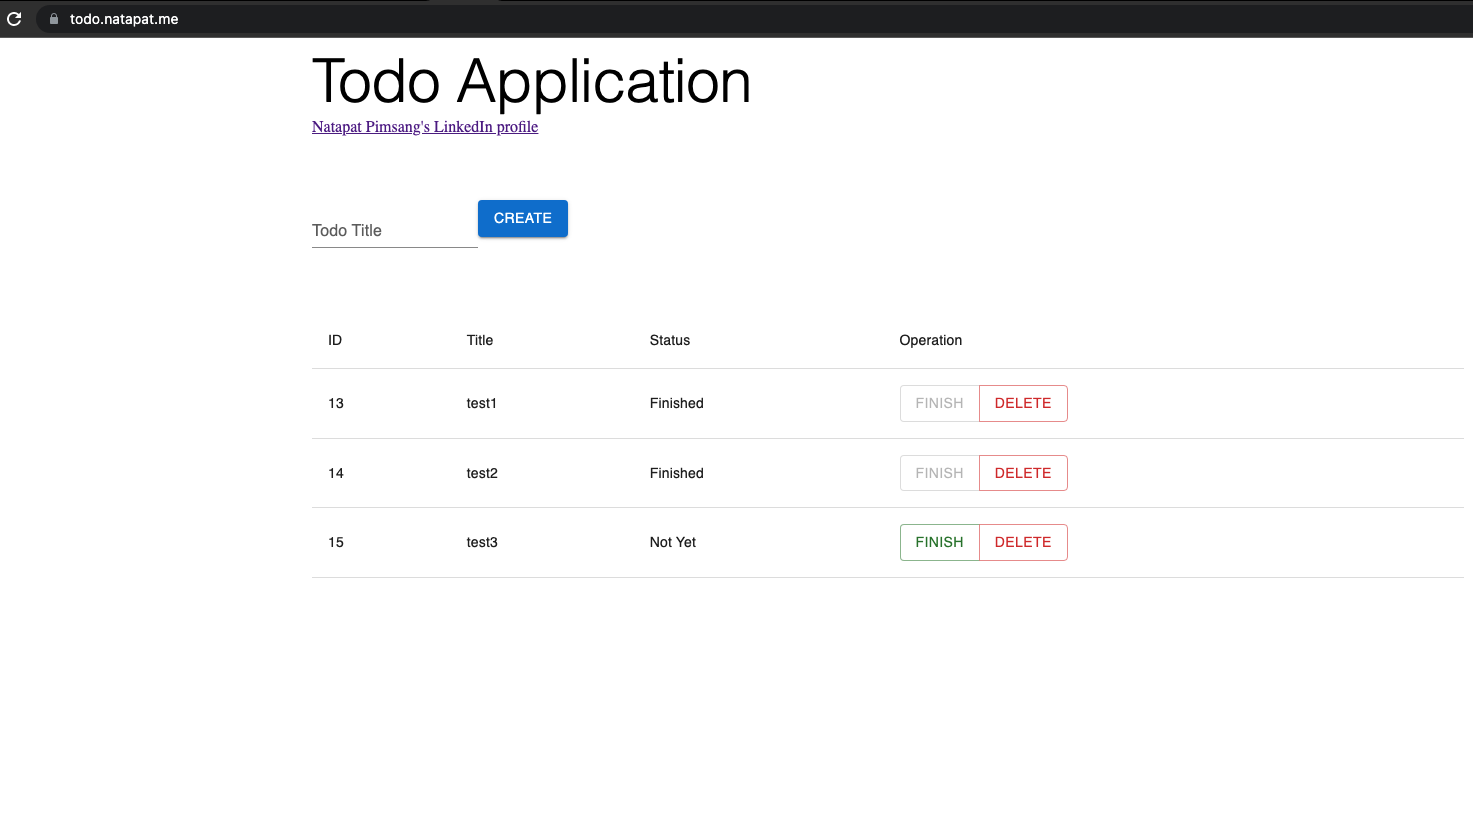 todo.natapat.me
Todo Application
Natapat Pimsang's LinkedIn profile
Todo Title CREATE
ID Title Status Operation
13 test1 Finished FINISH DELETE
14 test2 Finished FINISH DELETE
15 test3 Not Yet FINISH DELETE